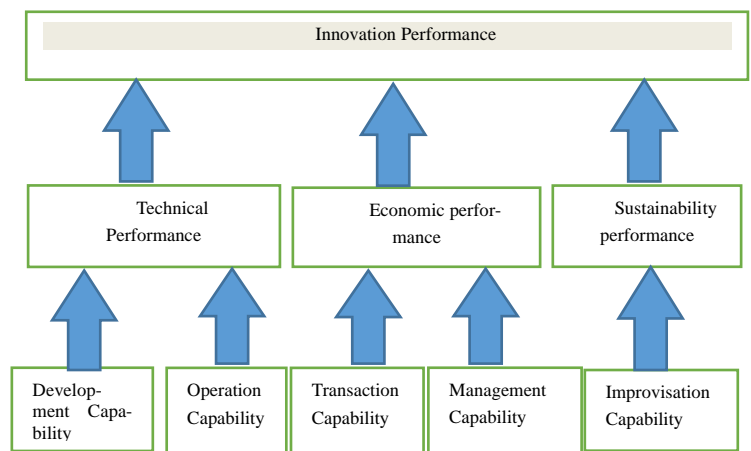 Innovation Performance
Technical
Performance
Economic perfor-
mance
Sustainability
performance
Develop-
ment Capa-
bility
Operation
Capability
Transaction
Capability
Management
Capability
Improvisation
Capability